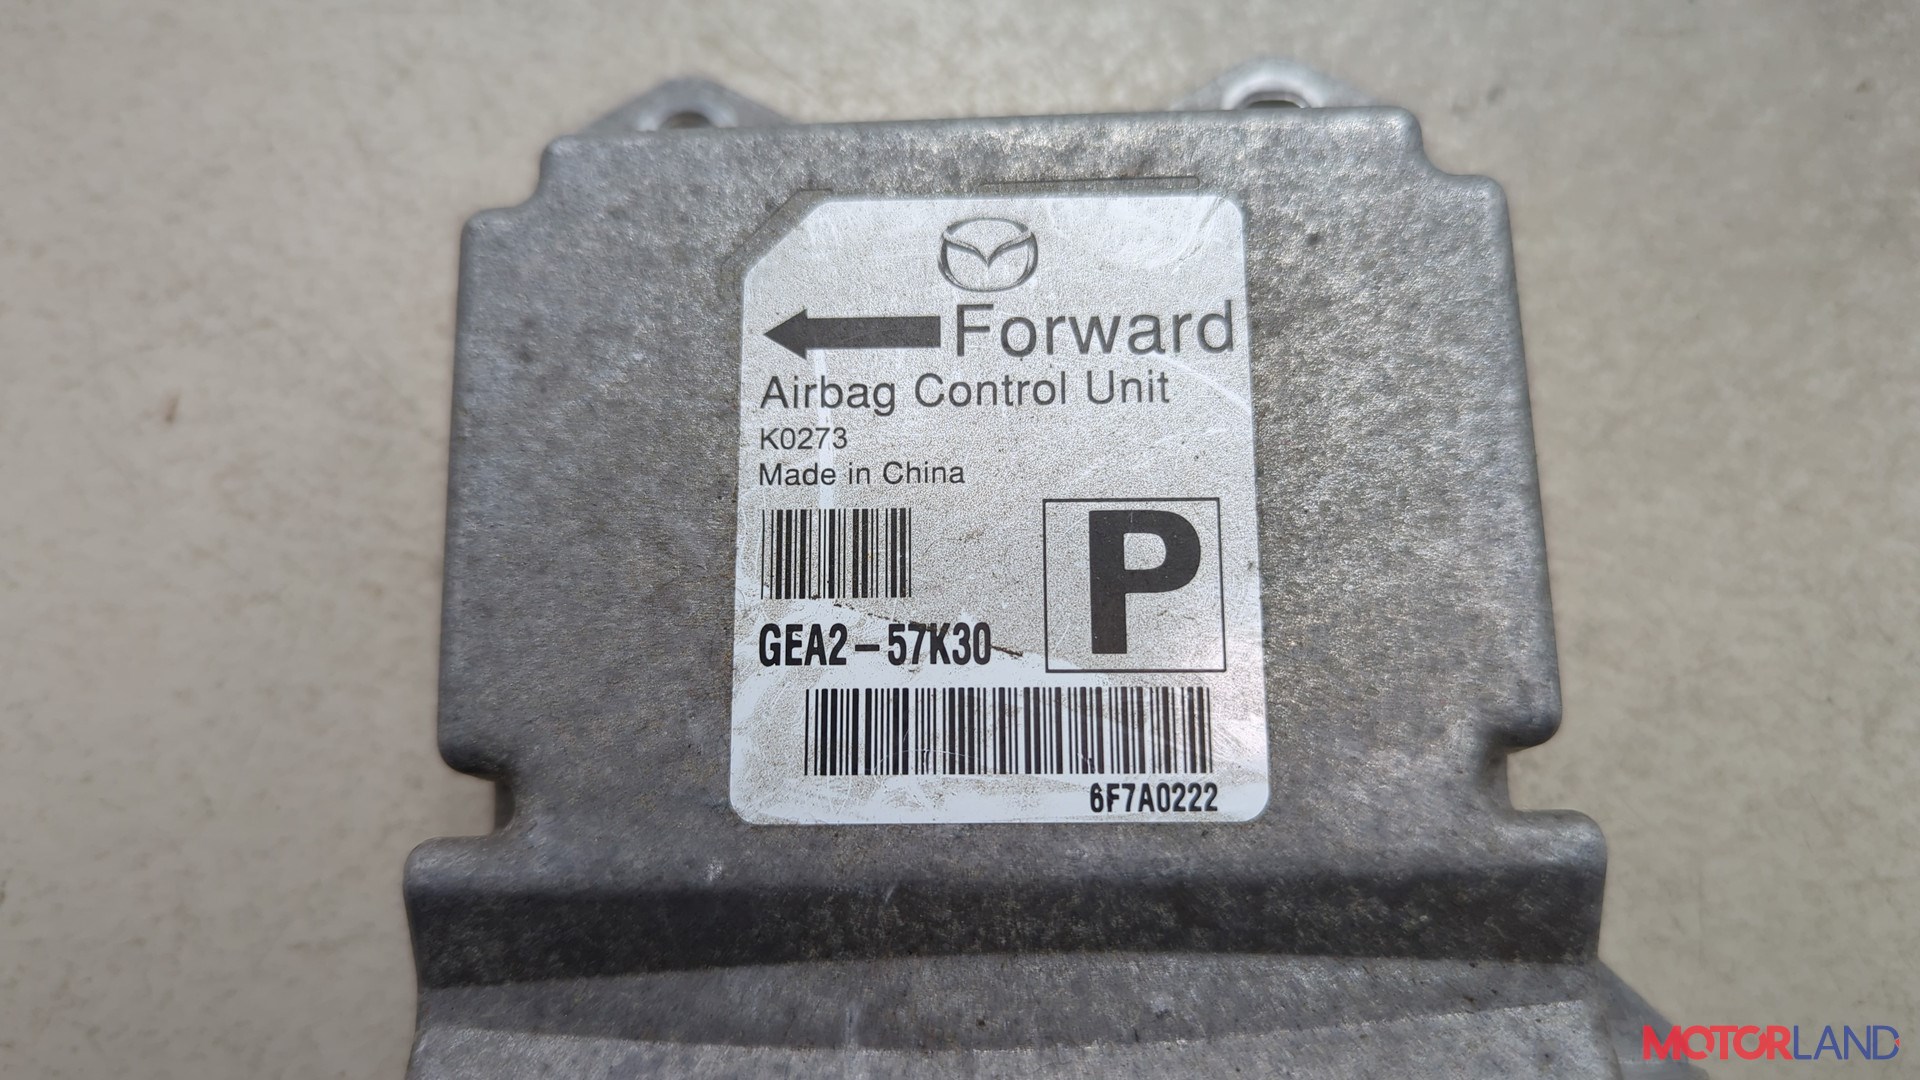 Forward
Airbag Control Unit
K0273
Made in China
P
GEA2-57K30
6F7A0222
MOTORLAND